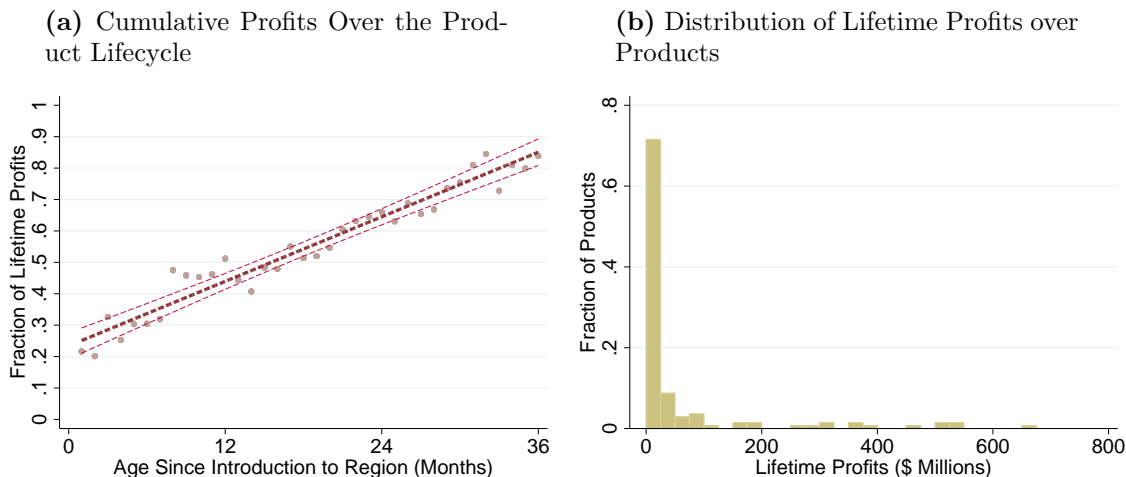 (a) Cumulative Profits Over the Prod-
uct Lifecycle
Fraction of Lifetime Profits
1
.9
.8
.7
.6
.5
.4
.3
.2
.1
0
0 12 24 36
Age Since Introduction to Region (Months)
(b) Distribution of Lifetime Profits over
Products
Fraction of Products
.8
.6
.4
.2
0
0 200 400 600 800
Lifetime Profits ($ Millions)